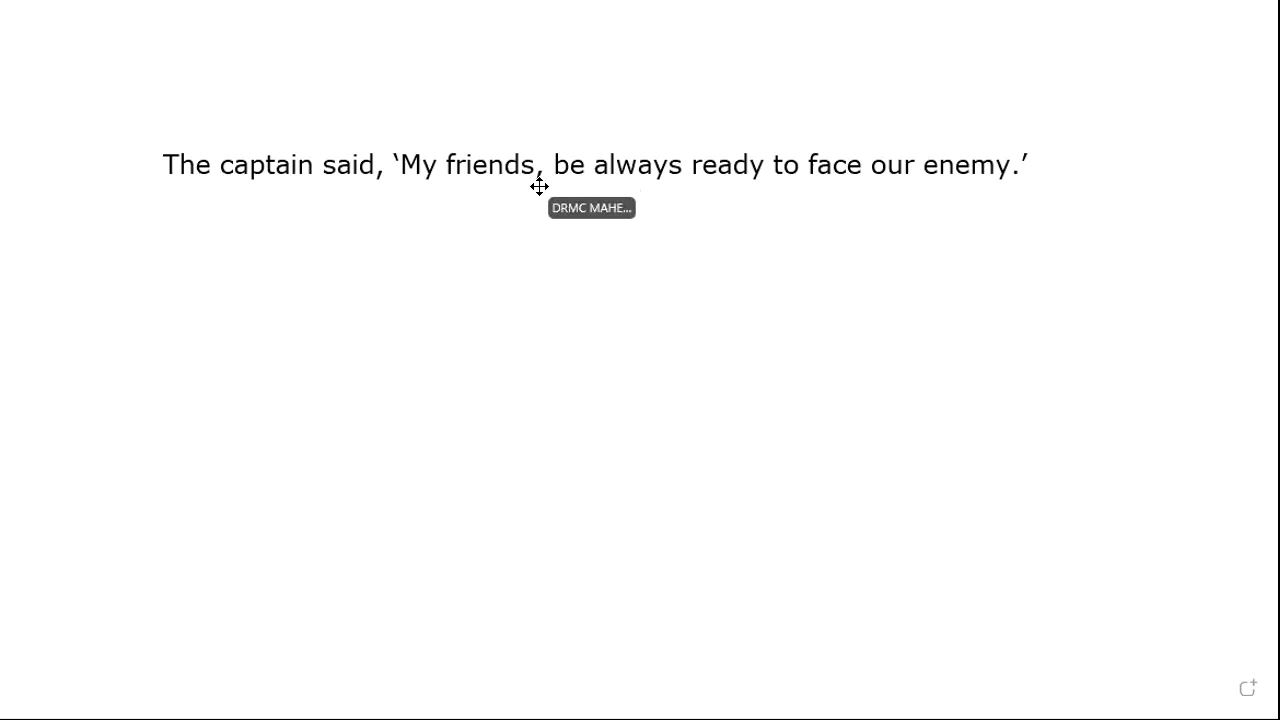 The captain said, ‘My friends, be always ready to face our enemy.’
DRMC MAHE...